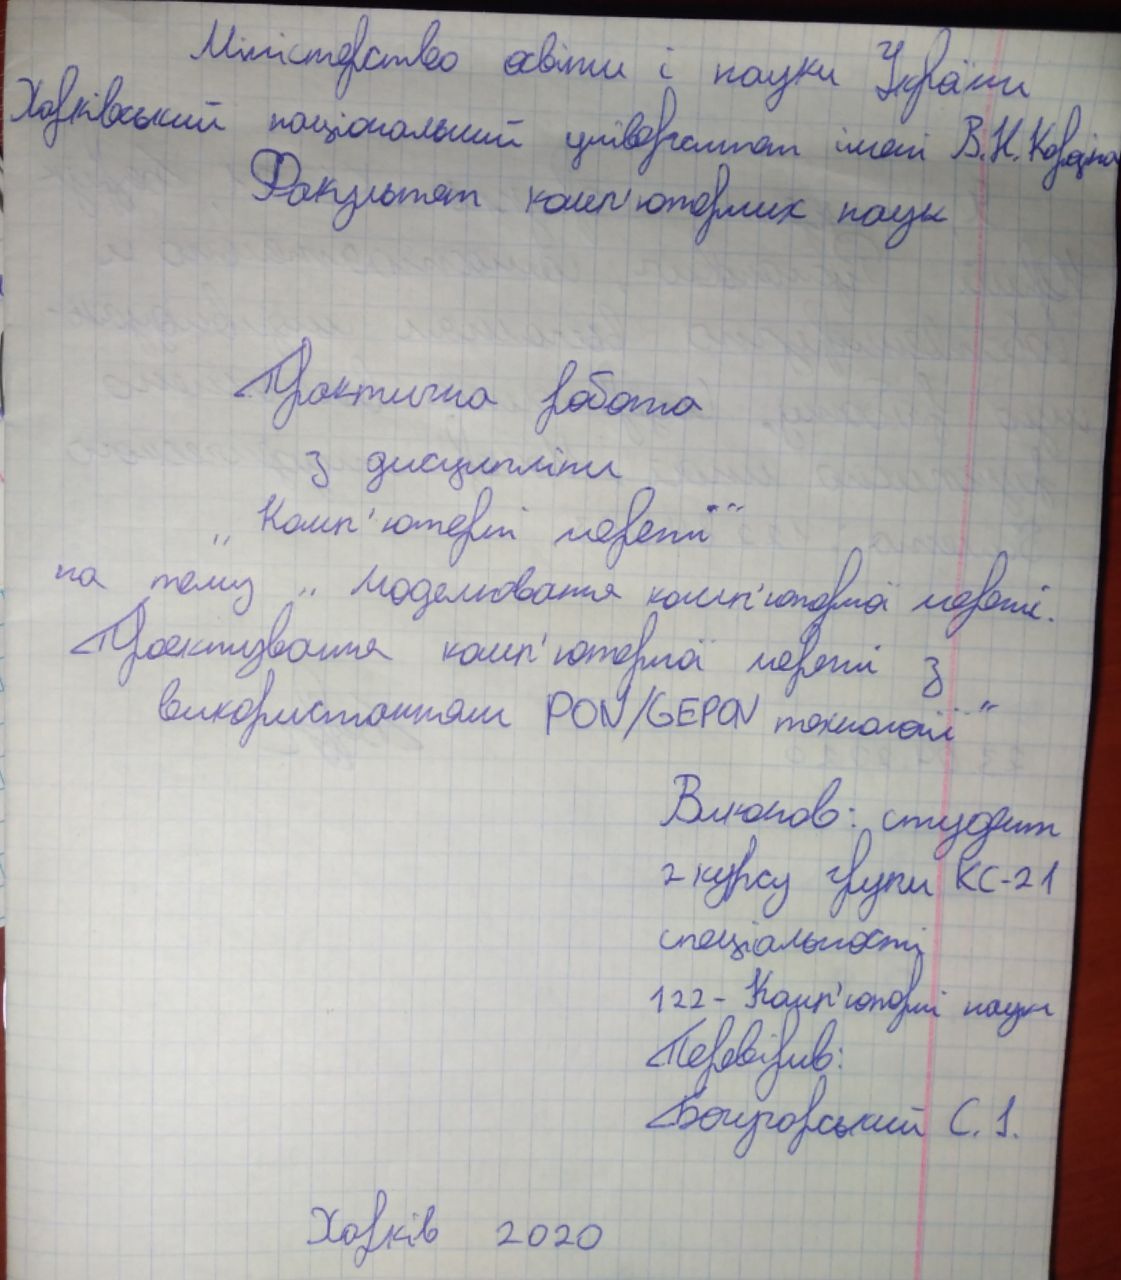 Міністерство освіти і науки України
Харківський національний університет імені В.Н. Каразіна
Факультет комп'ютерних наук
Практична робота
з дисципліни
„Комп'ютерні мережі"
на тему „Моделювання комп'ютерної мережі.
Проектування комп'ютерної мережі з
використанням PON/GEPON технології"
Виконав: студент
2 курсу групи КС-21
спеціальності
122 - Комп'ютерні науки
Перевірив:
С. І.
Харків 2020